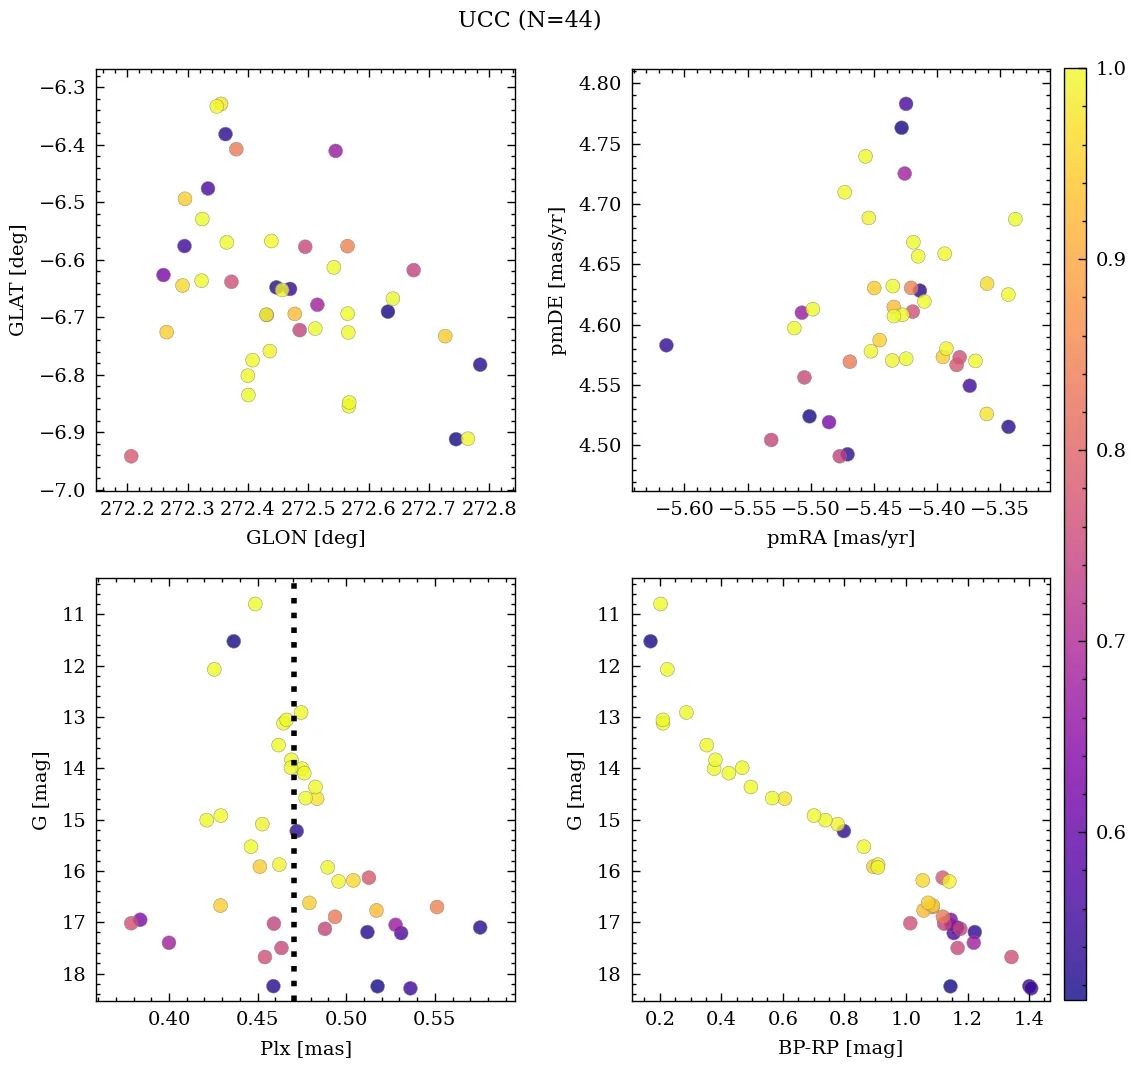 UCC (N=44)
−6.3
−6.4
−6.5
−6.6
−6.7
−6.8
−6.9
−7.0
GLAT [deg]
272.2 272.3 272.4 272.5 272.6 272.7 272.8
GLON [deg]
4.80
4.75
4.70
4.65
4.60
4.55
4.50
pmDE [mas/yr]
−5.60 −5.55 −5.50 −5.45 −5.40 −5.35
pmRA [mas/yr]
1.0
0.9
0.8
0.7
0.6
11
12
13
14
15
16
17
18
G [mag]
0.40 0.45 0.50 0.55
Plx [mas]
11
12
13
14
15
16
17
18
G [mag]
0.2 0.4 0.6 0.8 1.0 1.2 1.4
BP-RP [mag]